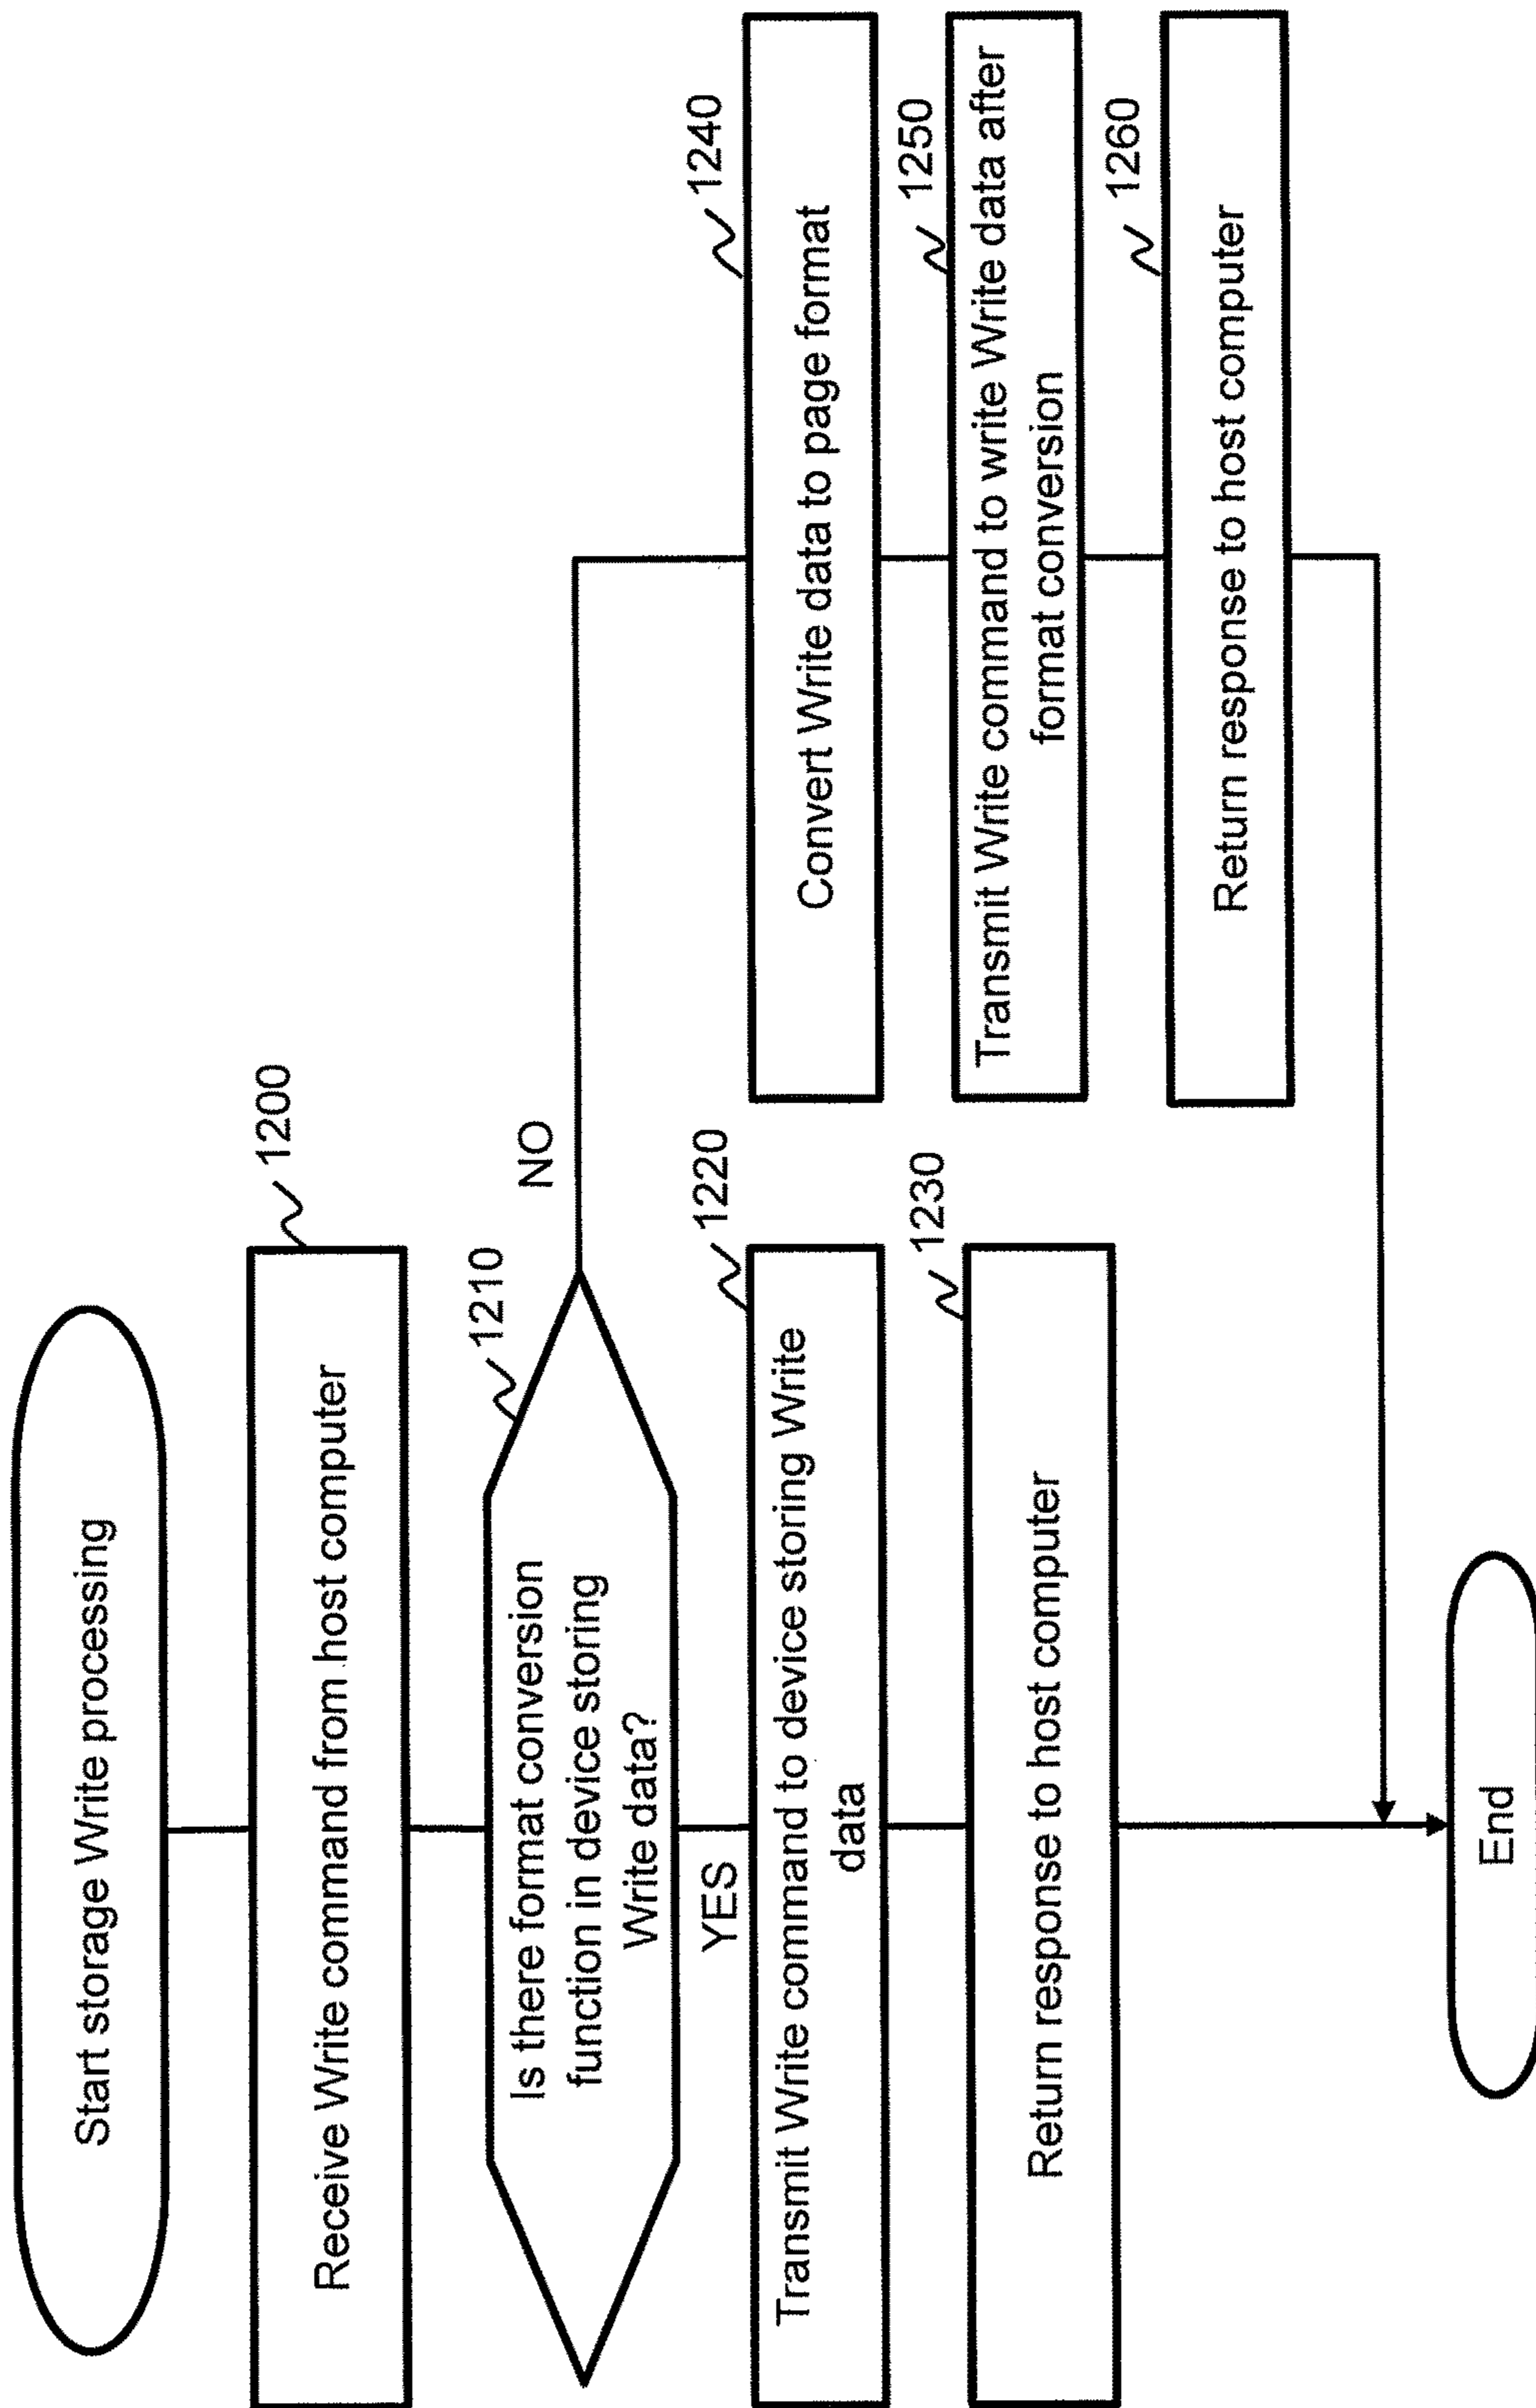 Start storage Write processing
1200
Receive Write command from host computer
1210
Is there format conversion
function in device storing
Write data?
NO
YES
1220
Transmit Write command to device storing Write
data
1230
Return response to host computer
1240
Convert Write data to page format
1250
Transmit Write command to write Write data after
format conversion
1260
Return response to host computer
End